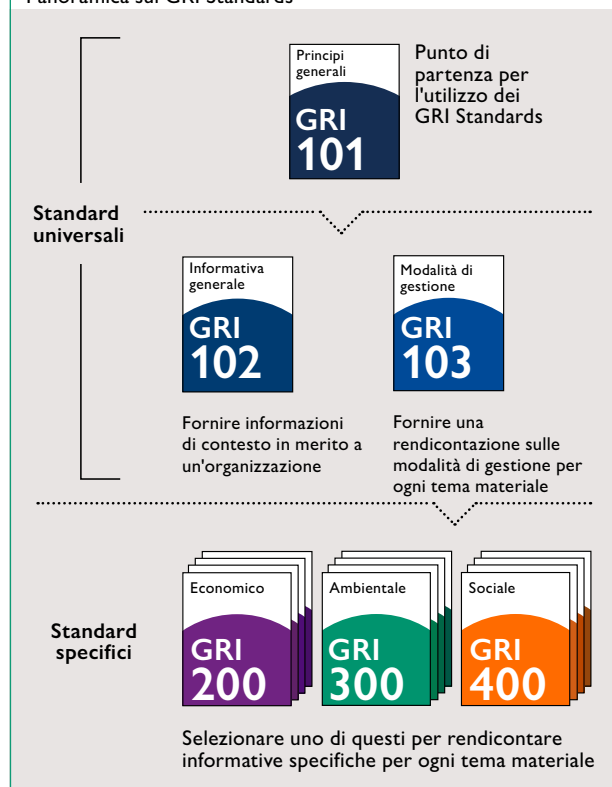 Panoramica sui GRI Standards
Principi
generali
GRI
101
Punto di
partenza per
l'utilizzo dei
GRI Standards
Standard
universali
Informativa
generale
GRI
102
Modalità di
gestione
GRI
103
Fornire informazioni
di contesto in merito a
un'organizzazione
Fornire una
rendicontazione sulle
modalità di gestione per
ogni tema materiale
Standard
specifici
Economico
GRI
200
Ambientale
GRI
300
Sociale
GRI
400
Selezionare uno di questi per rendicontare
informative specifiche per ogni tema materiale